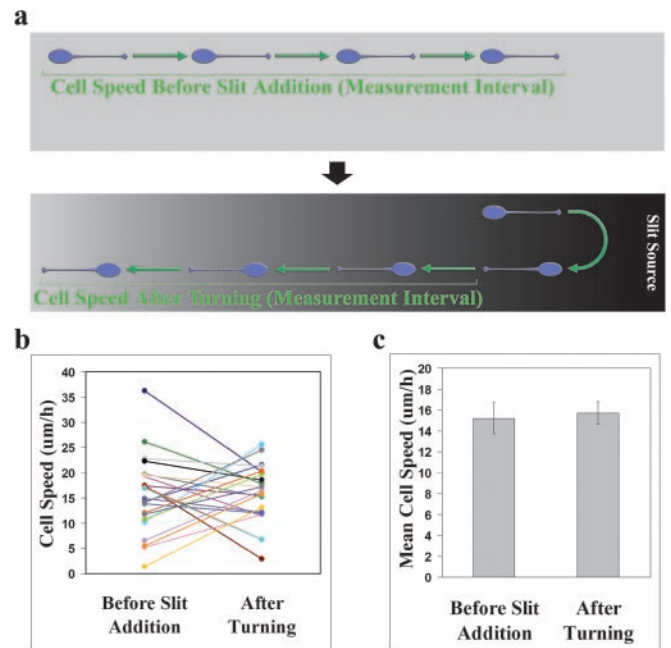 a
Cell Speed Before Slit Addition (Measurement Interval)
Slit Source
Cell Speed After Turning (Measurement Interval)
b
Cell Speed (um/h)
40
35
30
25
20
15
10
5
0
Before Slit
Addition
After
Turning
c
Mean Cell Speed (um/h)
20
18
16
14
12
10
8
6
4
2
0
Before Slit
Addition
After
Turning